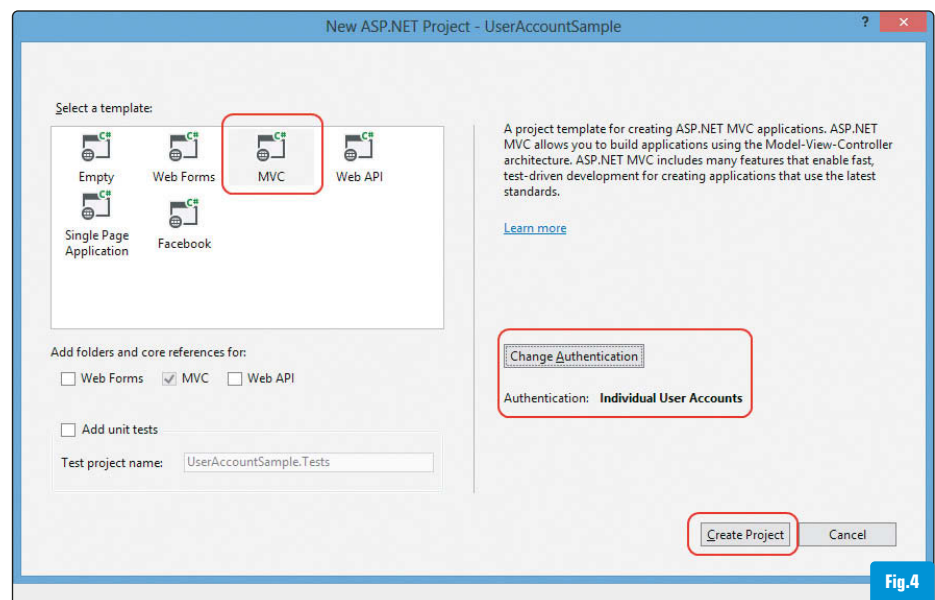 New ASP.NET Project - UserAccountSample
?
×
Select a template:
C#
C#
C#
C#
Empty
Web Forms
MVC
Web API
C#
C#
Single Page
Application
Facebook
A project template for creating ASP.NET MVC applications. ASP.NET
MVC allows you to build applications using the Model-View-Controller
architecture. ASP.NET MVC includes many features that enable fast,
test-driven development for creating applications that use the latest
standards.
Learn more
Add folders and core references for:
Web Forms
MVC
Web API
Add unit tests
Test project name:
UserAccountSample.Tests
Change Authentication
Authentication: Individual User Accounts
Create Project
Cancel
Fig.4